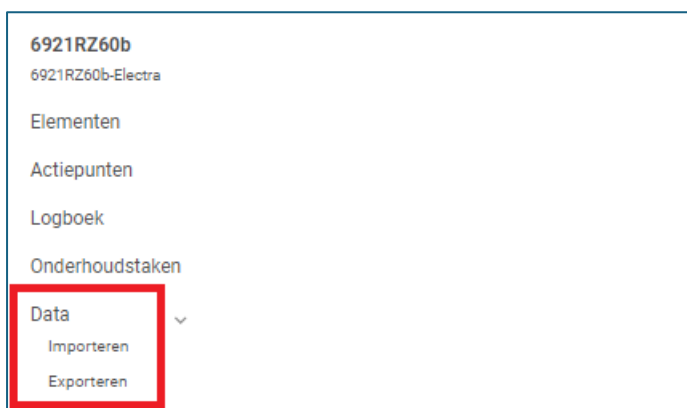 6921RZ60b
6921RZ60b-Electra
Elementen
Actiepunten
Logboek
Onderhoudstaken
Data
Importeren
Exporteren